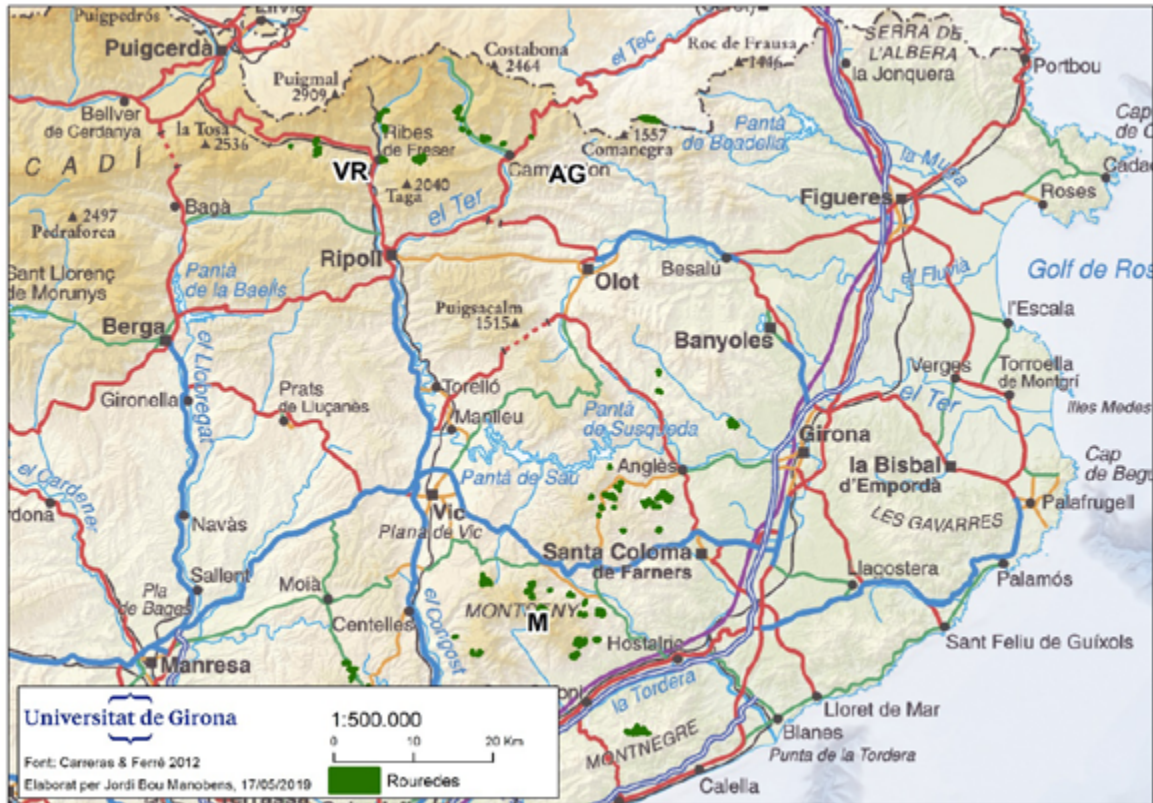 Puigpedrós
Puigcerdà
Puigmal
2909
Costabona
2464
el Tec
Roc de Frausa
1446
SERRA DE
L'ALBERA
la Jonquera
Portbou
Cap
Bellver
de Cerdanya
la Tosa
2536
CADÍ
VR
Ribes
de Freser
Taga
2040
AG
1557
Comanegra
Pantà
de Boadella
la Muga
Figueres
Roses
2497
Pedraforca
Bagà
el Ter
Ripoll
Olot
Besalú
el Fluvià
Golf de Ros
Sant Llorenç
de Morunys
Pantà
de la Baells
Puigsacalm
1515
l'Escala
Berga
Banyoles
el Llobregat
Gironella
Prats
de Lluçanès
Torelló
Manlleu
Pantà
de Susqueda
Verges
Torroella
de Montgrí
el Ter
Illes Medes
Girona
Pantà de Sau
Anglès
la Bisbal
d'Empordà
Cap
de Begu
Palafrugell
el Cardener
rdona
Navàs
Vic
Plana de Vic
LES GAVARRES
Santa Coloma
de Farners
Palamós
Sallent
Pla
de Bages
Moià
Centelles
el Congost
MONTSENY
M
Hostalric
Llagostera
Sant Feliu de Guíxols
Manresa
la Tordera
Lloret de Mar
Blanes
Punta de la Tordera
MONTNEGRE
Calella
Universitat de Girona
1:500.000
0 10 20 Km
Font: Carreras & Ferré 2012
Elaborat per Jordi Bou Manobens, 17/05/2019
Rouredes